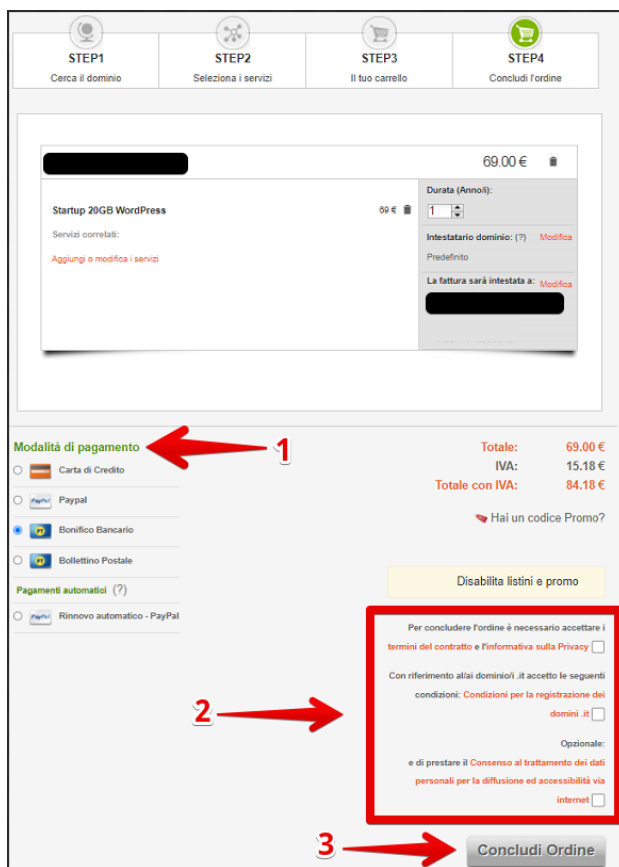 STEP1
Cerca il dominio
STEP2
Seleziona i servizi
STEP3
Il tuo carrello
STEP4
Concludi l'ordine
69.00 €
Startup 20GB WordPress
69 €
Servizi correlati:
Aggiungi o modifica i servizi
Durata (Anno/i):
1
Intestatario dominio: (?) Modifica
Predefinito
La fattura sarà intestata a: Modifica
Modalità di pagamento
1
Carta di Credito
PayPal Paypal
Bonifico Bancario
Bollettino Postale
Pagamenti automatici (?)
PayPal Rinnovo automatico - PayPal
Totale: 69.00 €
IVA: 15.18 €
Totale con IVA: 84.18 €
Hai un codice Promo?
Disabilita listini e promo
2
Per concludere l'ordine è necessario accettare i
termini del contratto e l'informativa sulla Privacy
Con riferimento al/ai dominio/i .it accetto le seguenti
condizioni: Condizioni per la registrazione dei
domini .it
Opzionale:
e di prestare il Consenso al trattamento dei dati
personali per la diffusione ed accessibilità via
internet
3
Concludi Ordine